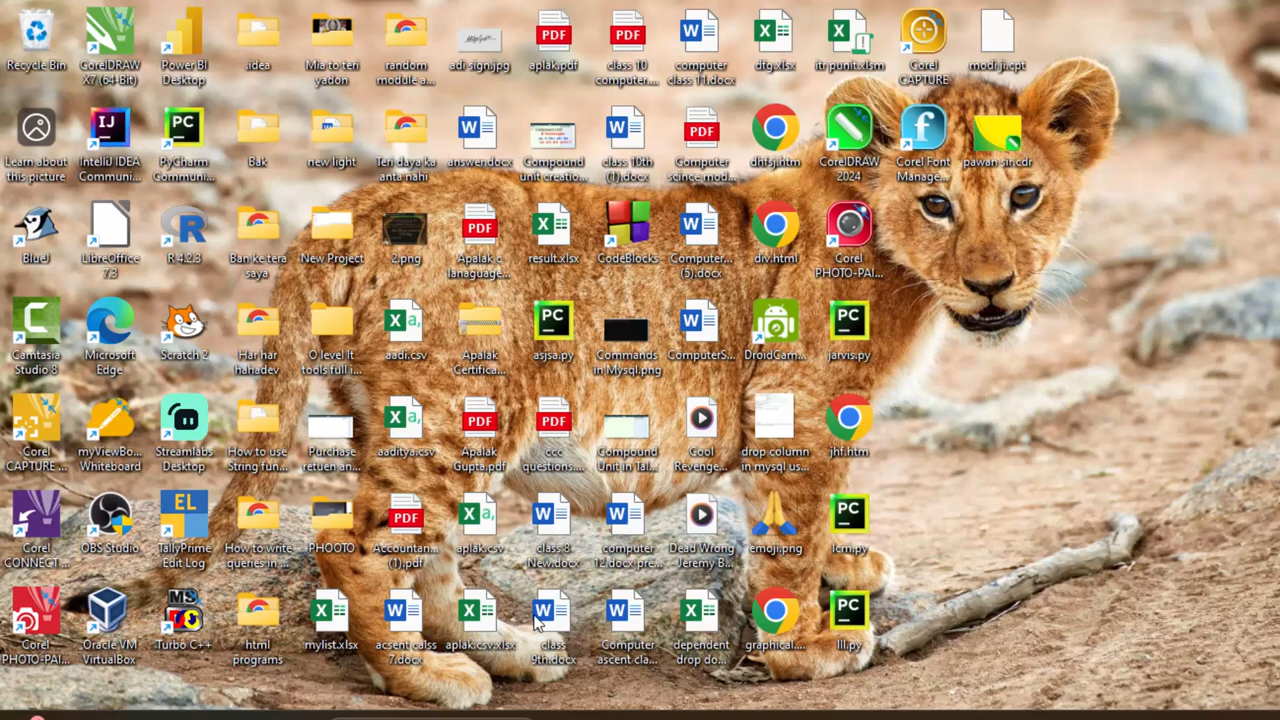 Recycle Bin
CorelDRAW
X7 (64-Bit)
Power BI
Desktop
.idea
Mia to teri
yadon
random
module a...
adi sign.jpg
aplak.pdf
class 10
computer....
computer
class 11.docx
dfg.xlsx
itr punit.xlsm
Corel
CAPTURE
modi ji.cpt
Learn about
this picture
IntelliJ IDEA
Communi...
PyCharm
Communi...
Bak
new light
Teri daya ka
anta nahi
answer.docx
Compound
unit creatio...
class 10th
(1).docx
Computer
scince mod...
dhfsj.htm
CorelDRAW
2024
Corel Font
Manage...
pawan sir.cdr
BlueJ
LibreOffice
7.3
R 4.2.3
Ban ke tera
saya
New Project
2.png
Apalak c
lanaguage...
result.xlsx
CodeBlocks
Computer...
(5).docx
div.html
Corel
PHOTO-PAI...
Camtasia
Studio 8
Microsoft
Edge
Scratch 2
Har har
hahadev
O level It
tools full i...
aadi.csv
Apalak
Certifica...
asjsa.py
Commands
in Mysql.png
ComputerS...
DroidCam...
jarvis.py
Corel
CAPTURE ...
myViewBo...
Whiteboard
Streamlabs
Desktop
How to use
String fun...
Purchase
retuen an...
aaditya.csv
Apalak
Gupta.pdf
ccc
questions....
Compound
Unit in Tal...
Cool
Revenge...
drop column
in mysql us...
jhf.htm
Corel
CONNECT...
OBS Studio
TallyPrime
Edit Log
How to write
queries in ...
PHOOTO
Accountan...
(1).pdf
aplak.csv
class 8
New.docx
computer
12.docx pre...
Dead Wrong
- Jeremy B...
emoji.png
lcm.py
Corel
PHOTO-PAI...
Oracle VM
VirtualBox
Turbo C++
html
programs
mylist.xlsx
acsent calss
7.docx
aplak.csv.xlsx
class
9th.docx
Computer
ascent cla...
dependent
drop do...
graphical....
lll.py